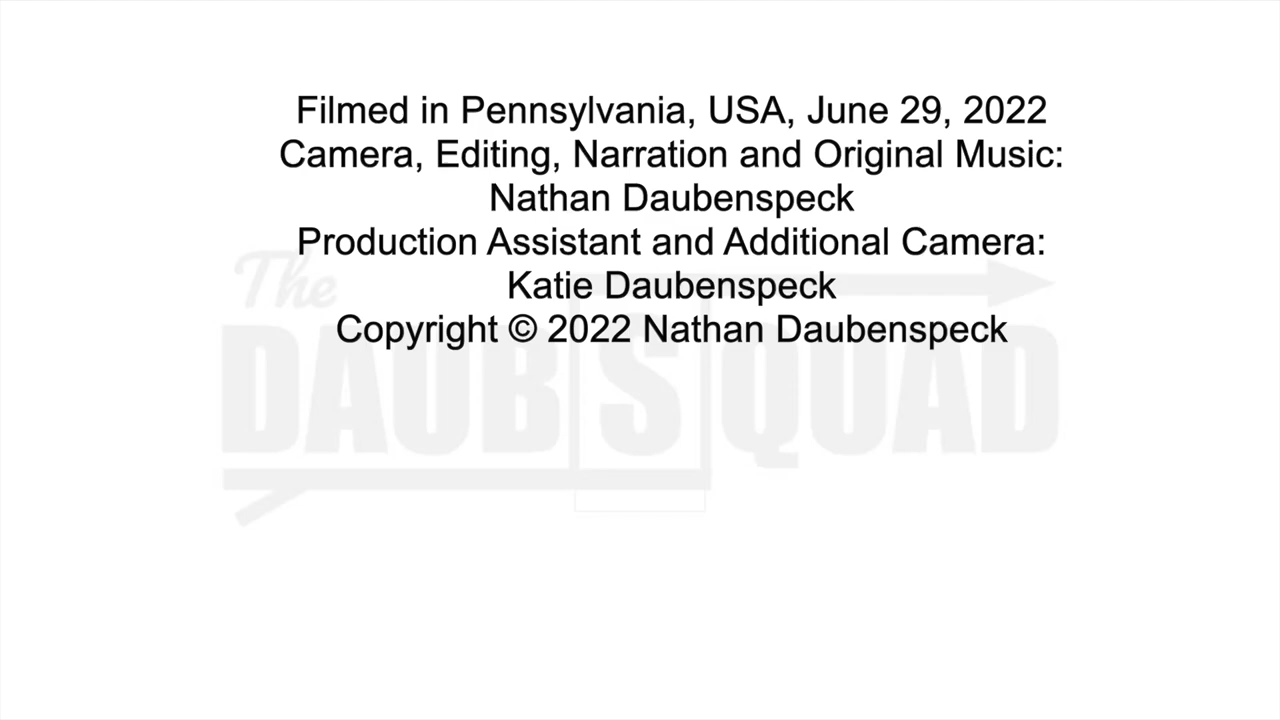 Filmed in Pennsylvania, USA, June 29, 2022
Camera, Editing, Narration and Original Music:
Nathan Daubenspeck
Production Assistant and Additional Camera:
Katie Daubenspeck
Copyright © 2022 Nathan Daubenspeck
The
DAUB SQUAD